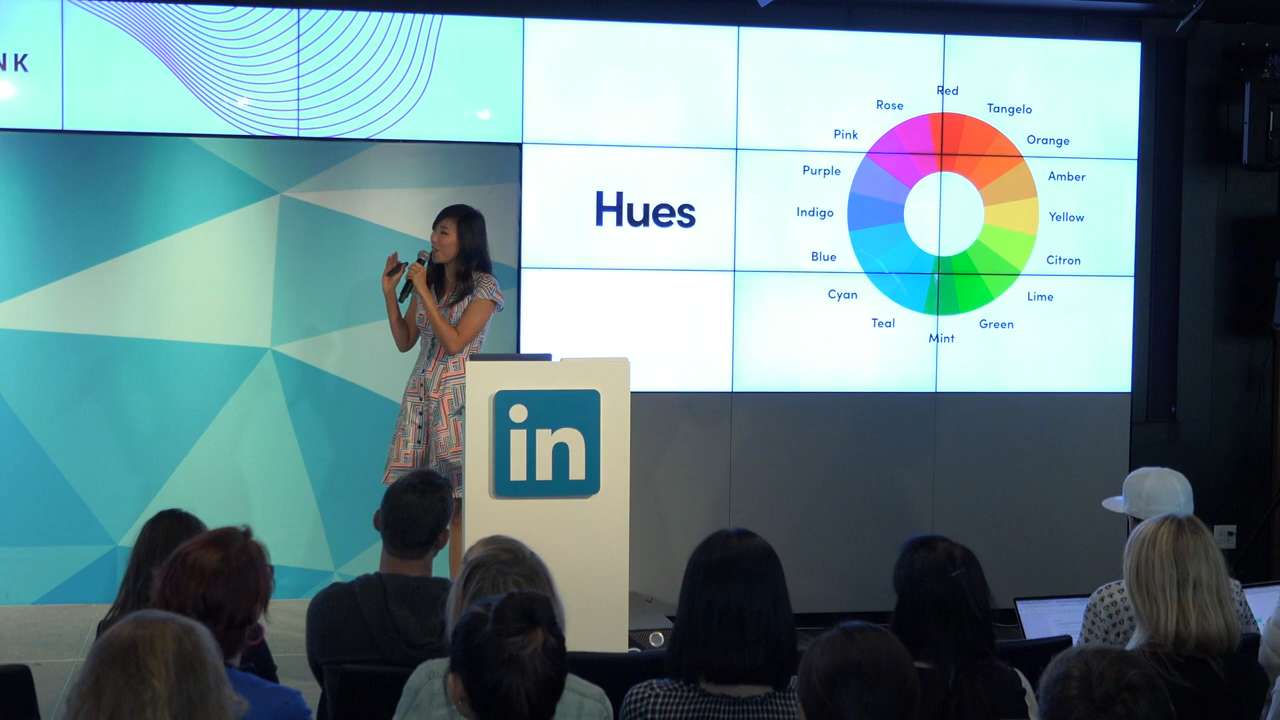 NK
Hues
Red
Tangelo
Orange
Amber
Yellow
Citron
Lime
Green
Mint
Teal
Cyan
Blue
Indigo
Purple
Pink
Rose
in